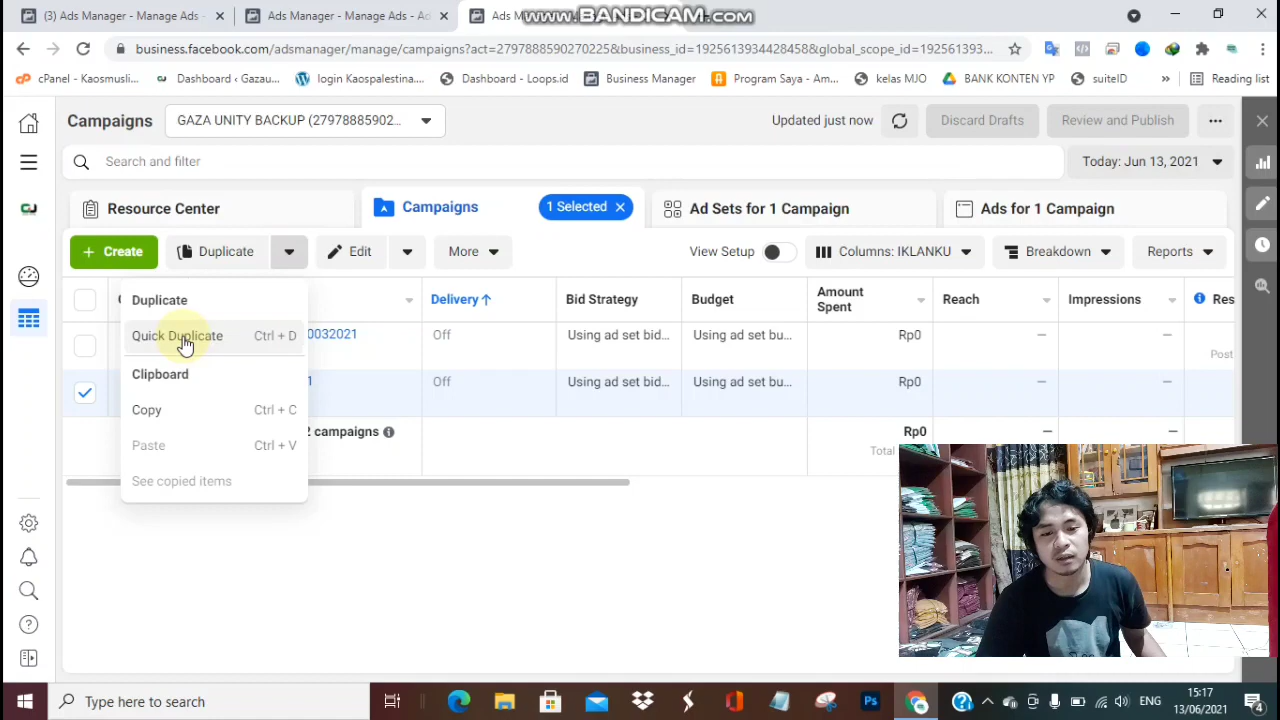 (3) Ads Manager - Manage Ads -
Ads Manager - Manage Ads - Ad
Ads M
WWW.BANDICAM.COM
business.facebook.com/adsmanager/manage/campaigns?act=2797888590270225&business_id=1925613934428458&global_scope_id=192561393...
cPanel - Kaosmusli...
Dashboard ‹ Gazau...
login Kaospalestina...
Dashboard - Loops.id
Business Manager
Program Saya - Am...
kelas MJO
BANK KONTEN YP
suiteID
»
Reading list
Campaigns
GAZA UNITY BACKUP (27978885902...
Updated just now
Discard Drafts
Review and Publish
Search and filter
Today: Jun 13, 2021
Resource Center
Campaigns
1 Selected
Ad Sets for 1 Campaign
Ads for 1 Campaign
+ Create
Duplicate
Edit
More
View Setup
Columns: IKLANKU
Breakdown
Reports
Duplicate
Quick Duplicate Ctrl + D
Clipboard
Copy Ctrl + C
Paste Ctrl + V
See copied items
Delivery ↑
Bid Strategy
Budget
Amount Spent
Reach
Impressions
Res
0032021
Off
Using ad set bid...
Using ad set bu...
Rp0
—
—
Post
1
Off
Using ad set bid...
Using ad set bu...
Rp0
—
—
2 campaigns
Rp0
—
—
Total
Type here to search
ENG
15:17
13/06/2021
4